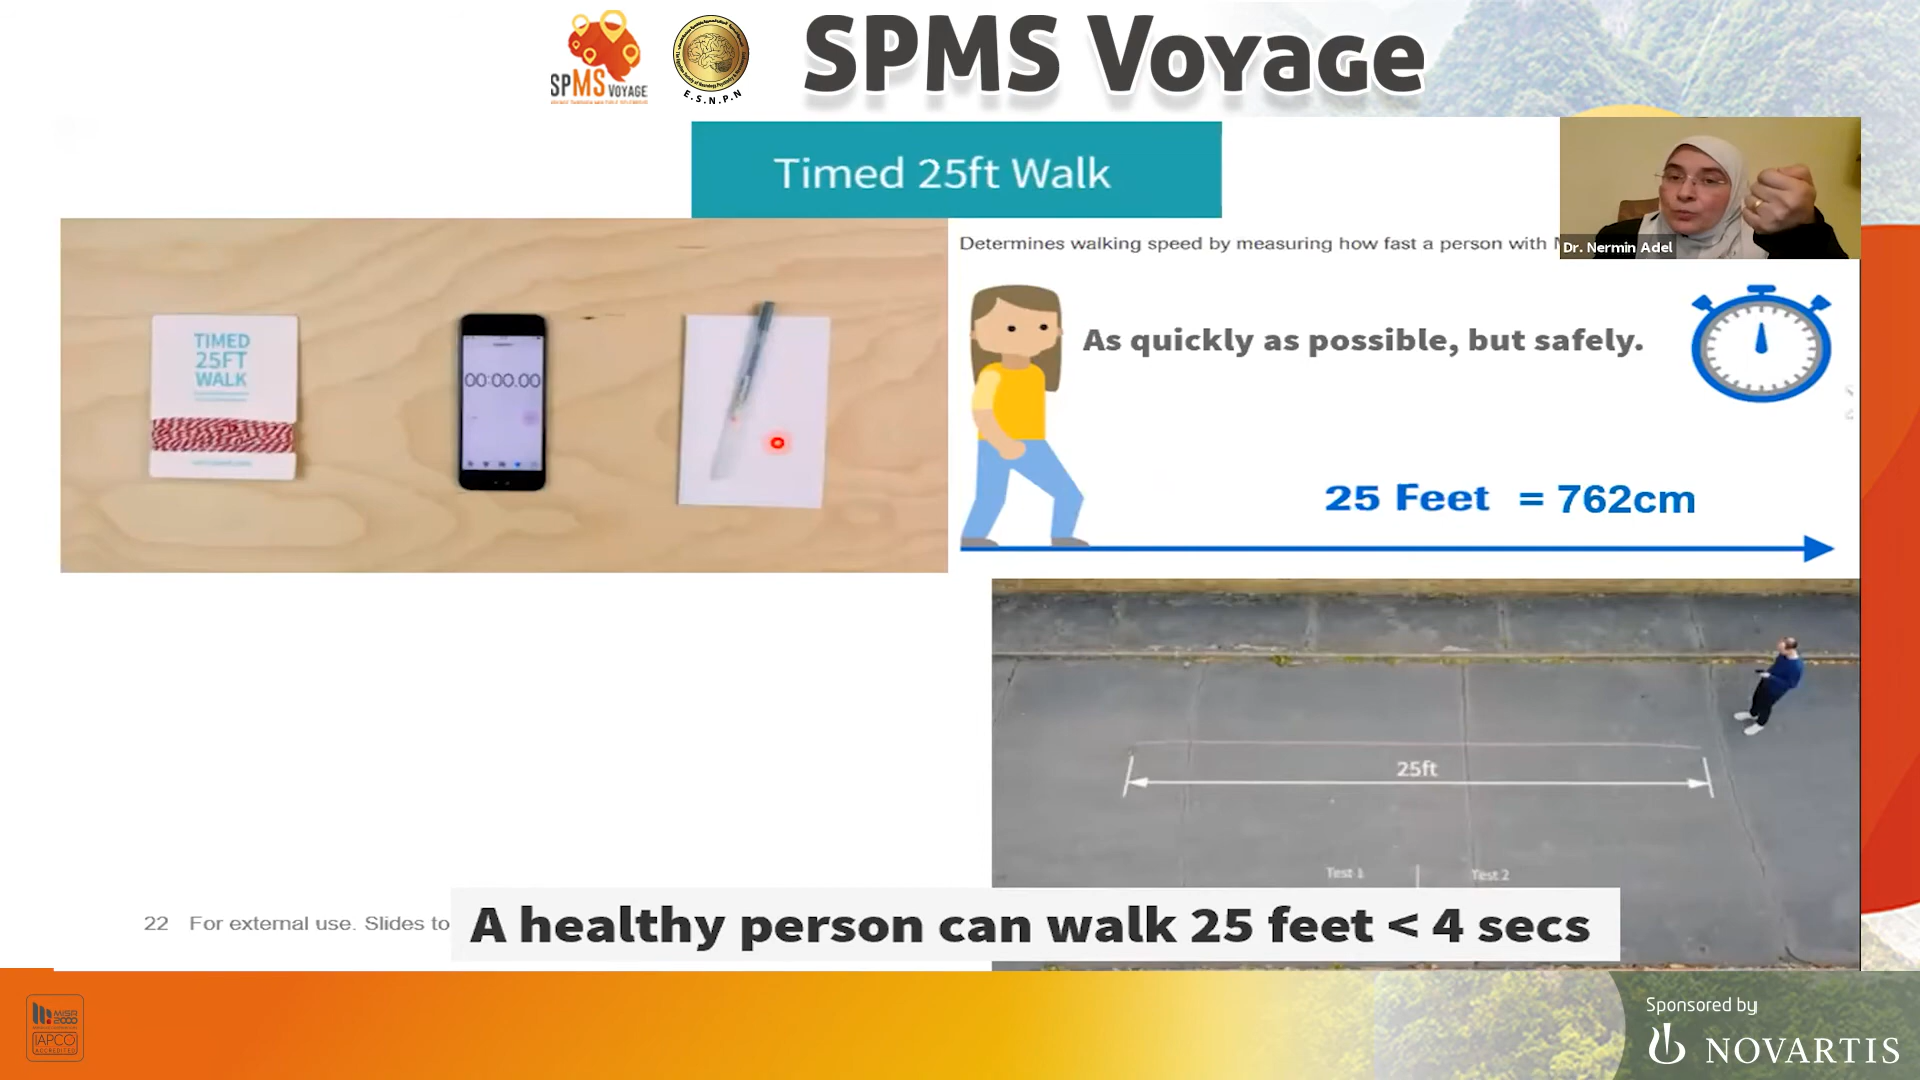 SPMS VOYAGE
E.S.N.P.N
SPMS Voyage
Timed 25ft Walk
Dr. Nermin Adel
Determines walking speed by measuring how fast a person with
TIMED
25FT
WALK
00:00.00
As quickly as possible, but safely.
25 Feet = 762cm
25ft
Test 1
Test 2
22 For external use. Slides to
A healthy person can walk 25 feet < 4 secs
MISR
2000
IAPCO
ACCREDITED
Sponsored by
NOVARTIS